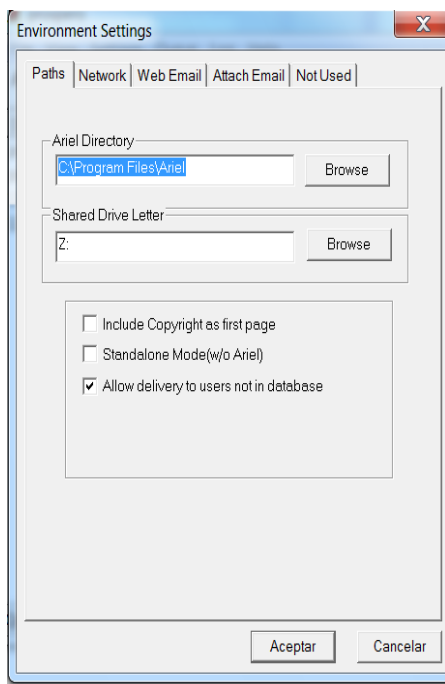 Environment Settings
X
Paths Network Web Email Attach Email Not Used
Ariel Directory
C:\Program Files\Ariel Browse
Shared Drive Letter
Z: Browse
Include Copyright as first page
Standalone Mode(w/o Ariel)
Allow delivery to users not in database
Aceptar Cancelar